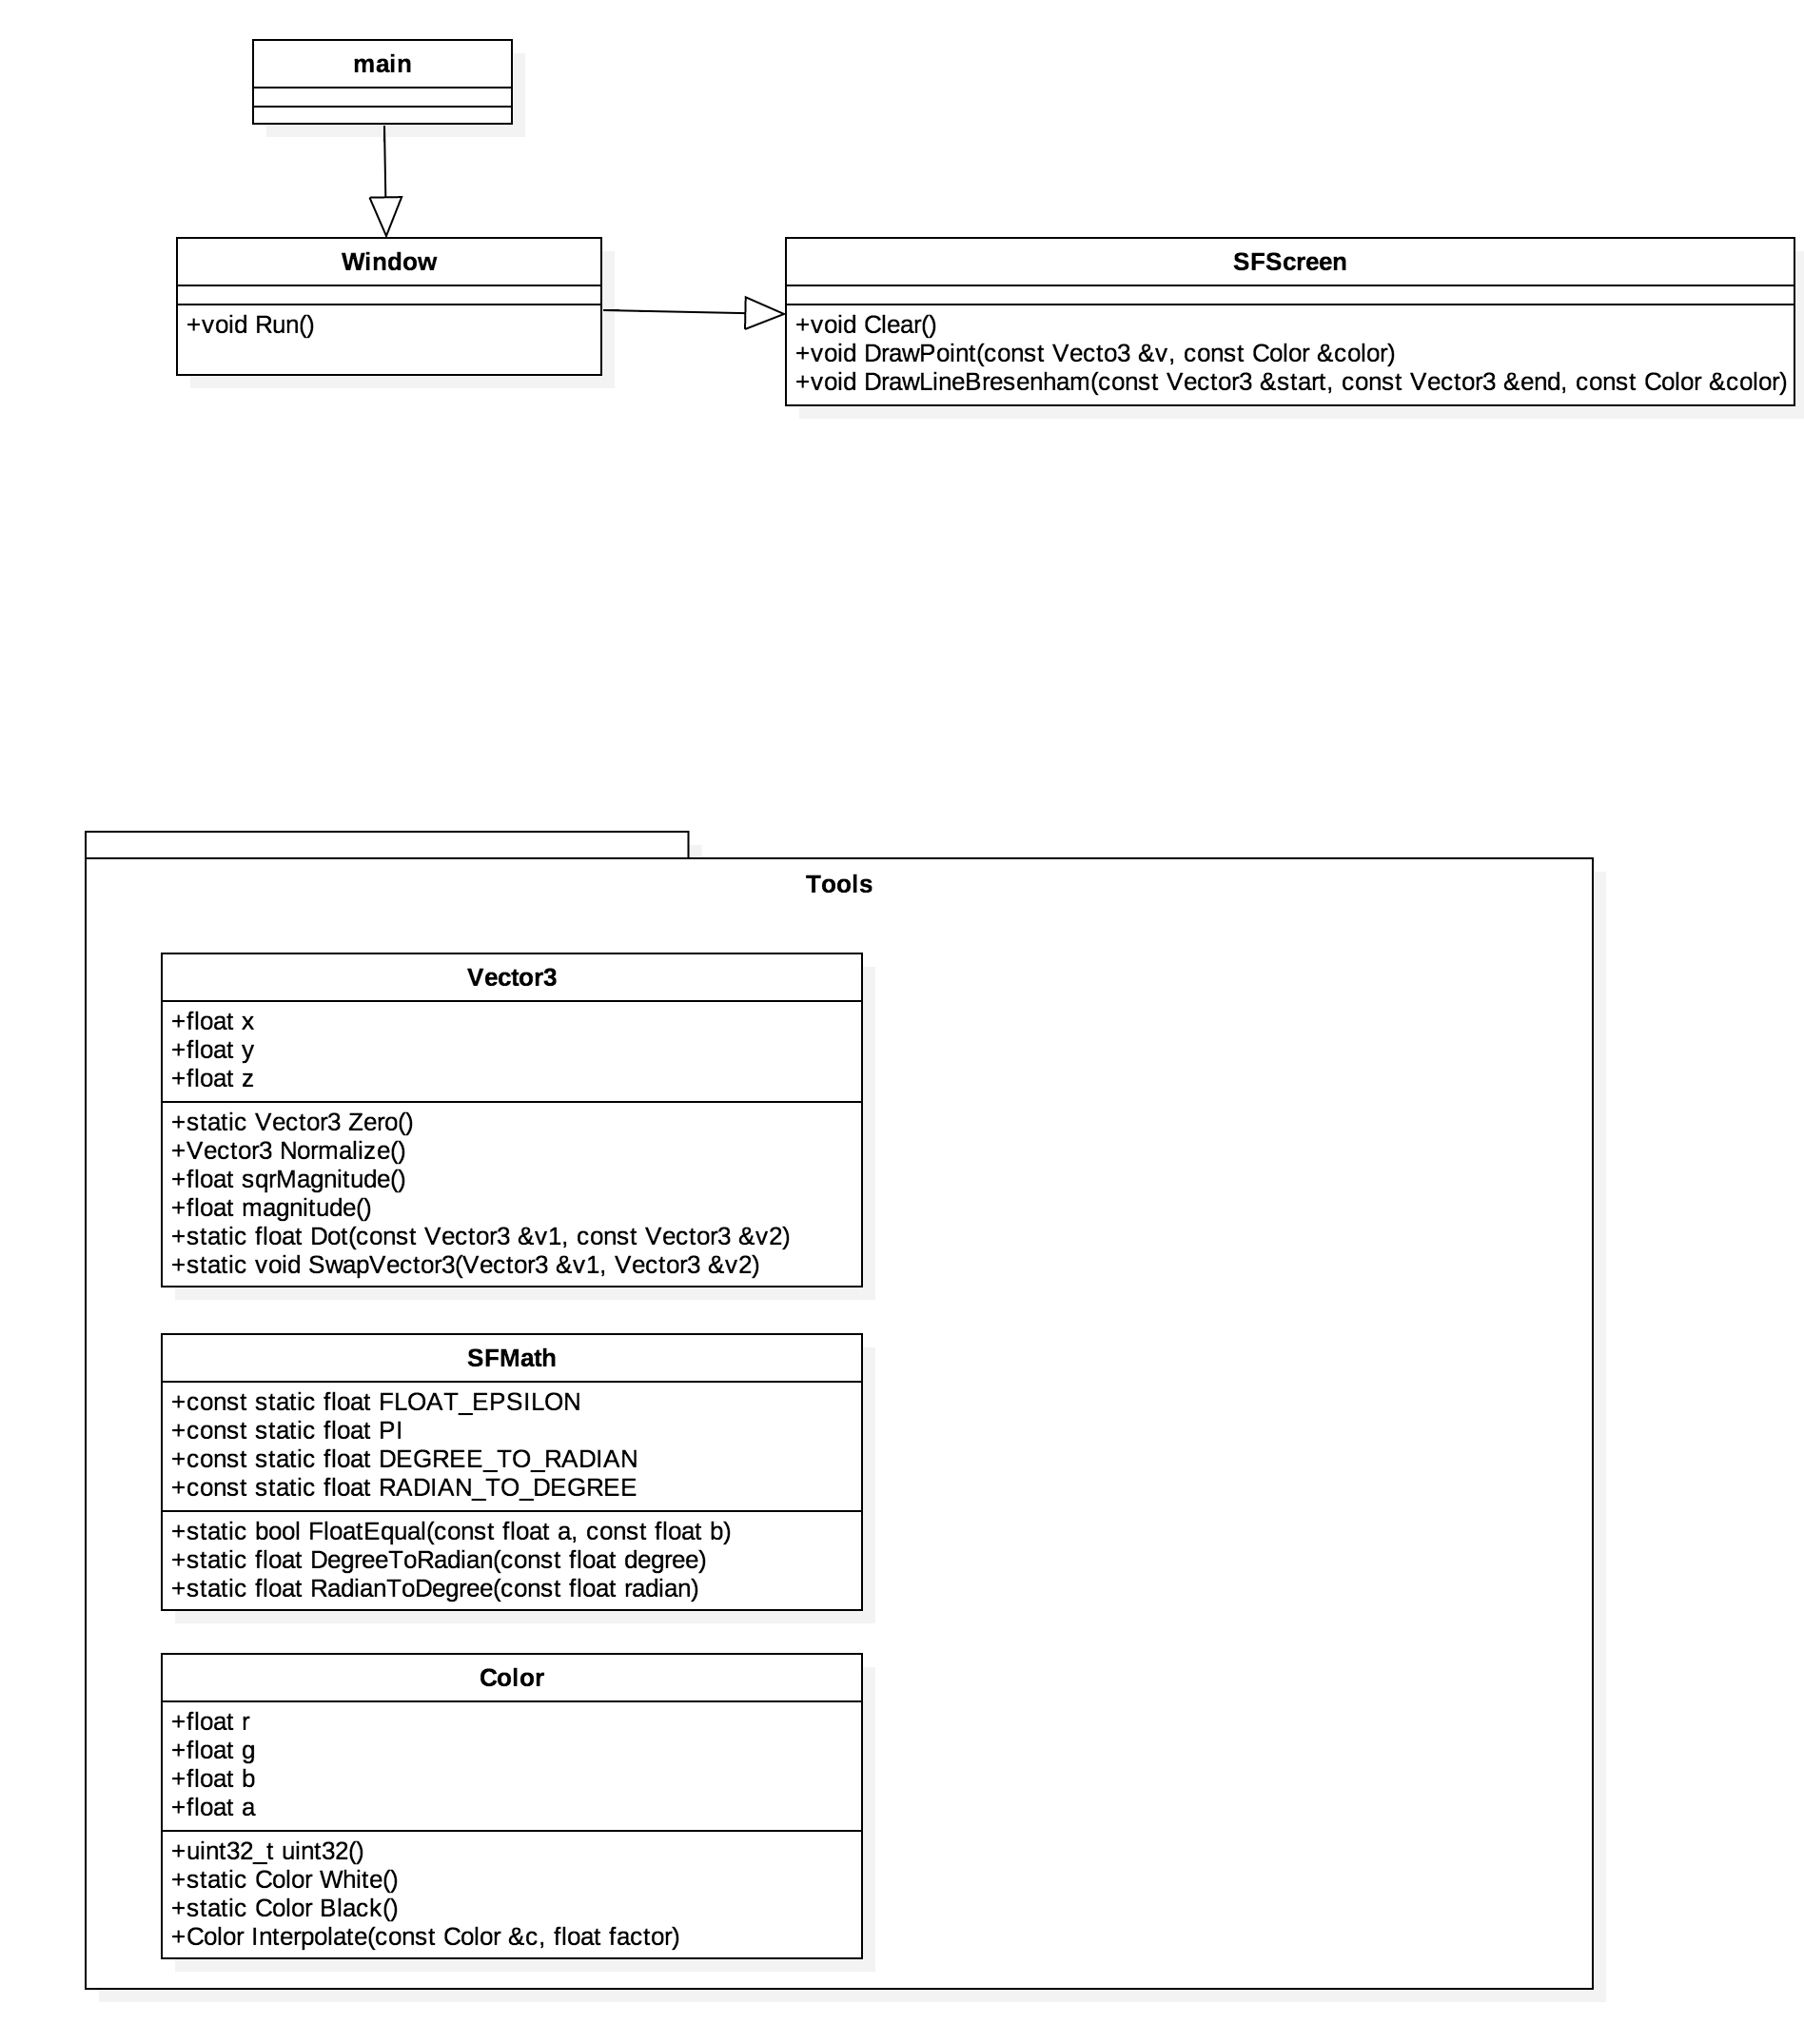 main
Window
+void Run()
SFScreen
+void Clear()
+void DrawPoint(const Vecto3 &v, const Color &color)
+void DrawLineBresenham(const Vector3 &start, const Vector3 &end, const Color &color)
Tools
Vector3
+float x
+float y
+float z
+static Vector3 Zero()
+Vector3 Normalize()
+float sqrMagnitude()
+float magnitude()
+static float Dot(const Vector3 &v1, const Vector3 &v2)
+static void SwapVector3(Vector3 &v1, Vector3 &v2)
SFMath
+const static float FLOAT_EPSILON
+const static float PI
+const static float DEGREE_TO_RADIAN
+const static float RADIAN_TO_DEGREE
+static bool FloatEqual(const float a, const float b)
+static float DegreeToRadian(const float degree)
+static float RadianToDegree(const float radian)
Color
+float r
+float g
+float b
+float a
+uint32_t uint32()
+static Color White()
+static Color Black()
+Color Interpolate(const Color &c, float factor)